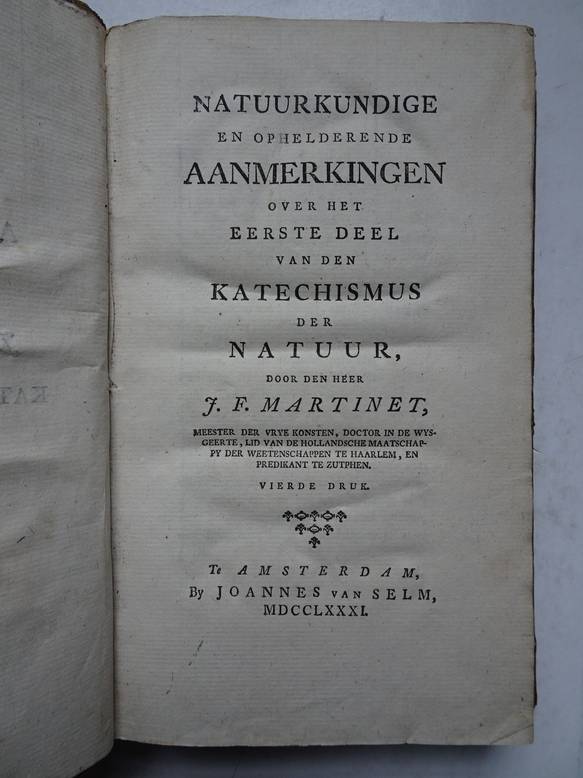 NATUURKUNDIGE
EN OPHELDERENDE
AANMERKINGEN
OVER HET
EERSTE DEEL
VAN DEN
KATECHISMUS
DER
NATUUR,
DOOR DEN HEER
J. F. MARTINET,
MEESTER DER VRYE KONSTEN, DOCTOR IN DE WYS-
GEERTE, LID VAN DE HOLLANDSCHE MAATSCHAP-
PY DER WEETENSCHAPPEN TE HAARLEM, EN
PREDIKANT TE ZUTPHEN.
VIERDE DRUK.
Te AMSTERDAM,
By JOANNES VAN SELM,
MDCCLXXXI.